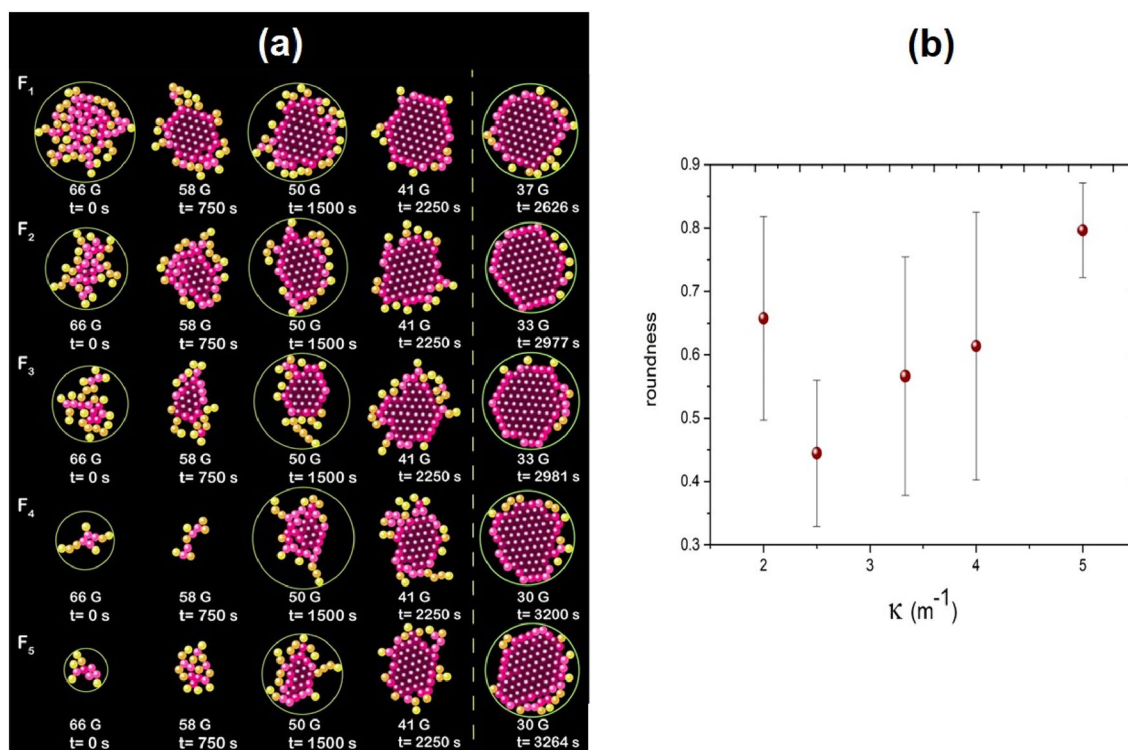 (a)
F1
66 G 58 G 50 G 41 G 37 G
t= 0 s t= 750 s t= 1500 s t= 2250 s t= 2626 s
F2
66 G 58 G 50 G 41 G 33 G
t= 0 s t= 750 s t= 1500 s t= 2250 s t= 2977 s
F3
66 G 58 G 50 G 41 G 33 G
t= 0 s t= 750 s t= 1500 s t= 2250 s t= 2981 s
F4
66 G 58 G 50 G 41 G 30 G
t= 0 s t= 750 s t= 1500 s t= 2250 s t= 3200 s
F5
66 G 58 G 50 G 41 G 30 G
t= 0 s t= 750 s t= 1500 s t= 2250 s t= 3264 s
(b)
0.9
0.8
0.7
0.6
0.5
0.4
0.3
roundness
2 3 4 5
κ (m⁻¹)